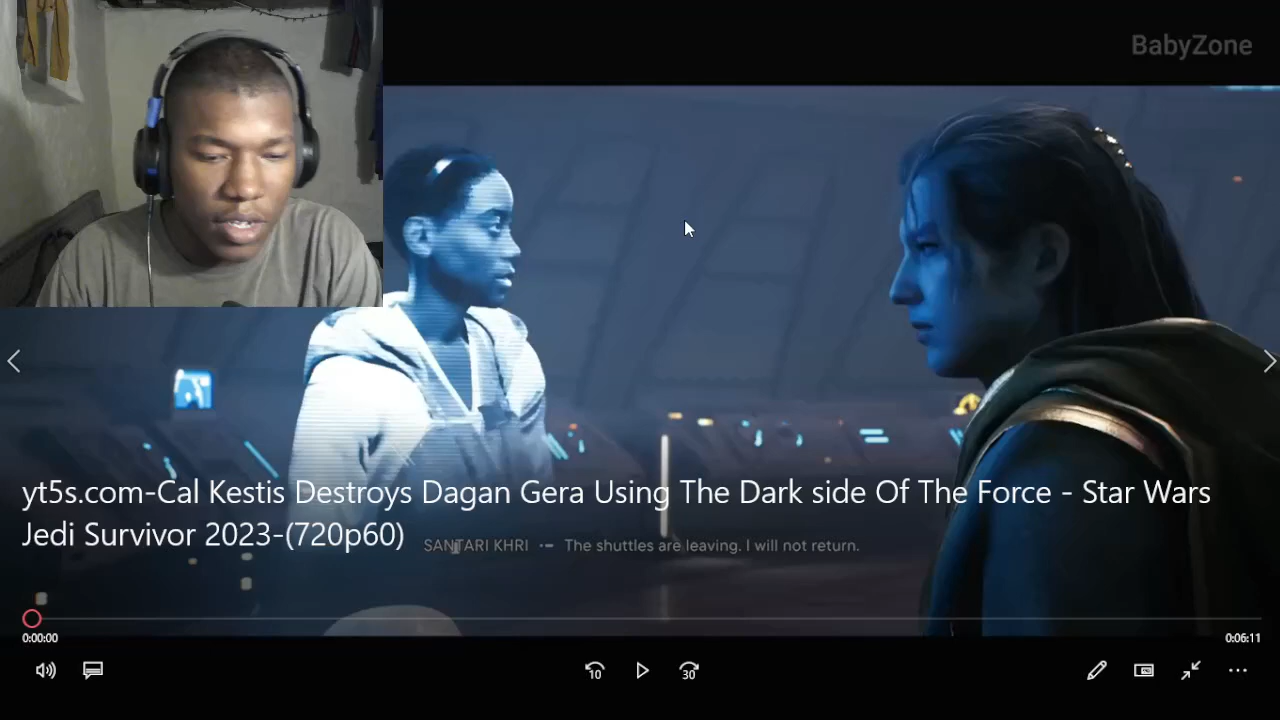 BabyZone
yt5s.com-Cal Kestis Destroys Dagan Gera Using The Dark side Of The Force - Star Wars
Jedi Survivor 2023-(720p60)
SANTARI KHRI ·– The shuttles are leaving. I will not return.
0:00:00
0:06:11
10
30